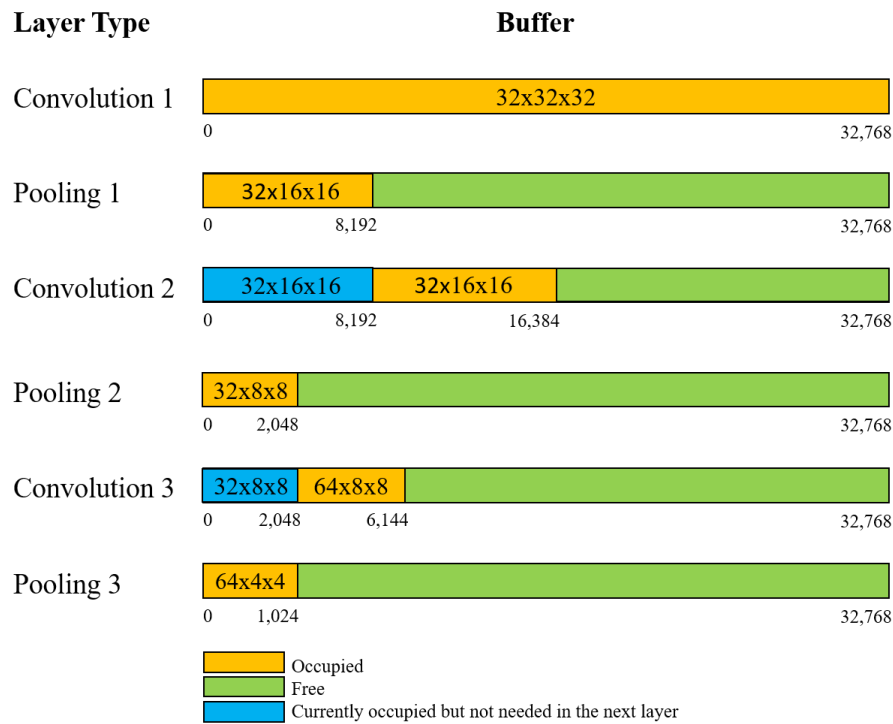 Layer Type Buffer
Convolution 1 32x32x32
0 32,768
Pooling 1 32x16x16
0 8,192 32,768
Convolution 2 32x16x16 32x16x16
0 8,192 16,384 32,768
Pooling 2 32x8x8
0 2,048 32,768
Convolution 3 32x8x8 64x8x8
0 2,048 6,144 32,768
Pooling 3 64x4x4
0 1,024 32,768
Occupied
Free
Currently occupied but not needed in the next layer